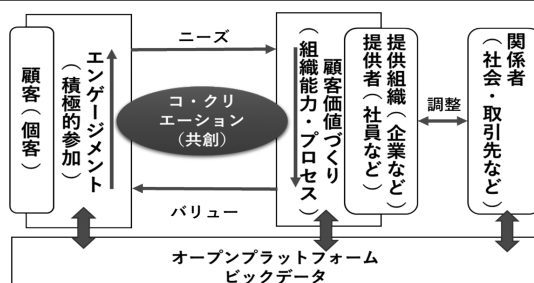 顧客（個客）
エンゲージメント
（積極的参加）
ニーズ
コ・クリ
エーション
（共創）
バリュー
顧客価値づくり
（組織能力・プロセス）
提供組織（企業など）
提供者（社員など）
調整
関係者
（社会・取引先など）
オープンプラットフォーム
ビックデータ